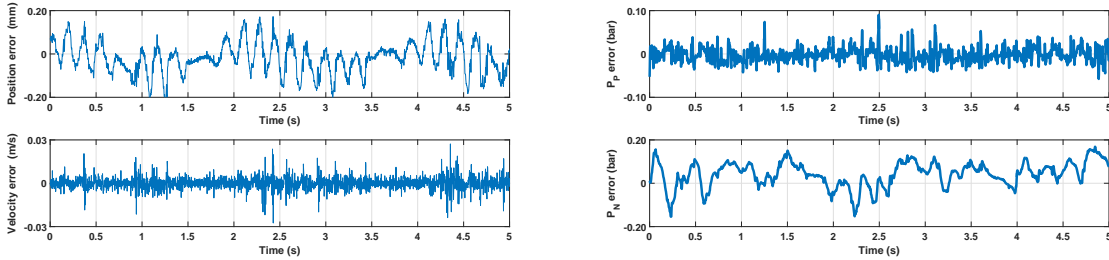 Position error (mm)
0.20
0
-0.20
0 0.5 1 1.5 2 2.5 3 3.5 4 4.5 5
Time (s)
Velocity error (m/s)
0.03
0
-0.03
0 0.5 1 1.5 2 2.5 3 3.5 4 4.5 5
Time (s)
P_P error (bar)
0.10
0
-0.10
0 0.5 1 1.5 2 2.5 3 3.5 4 4.5 5
Time (s)
P_N error (bar)
0.20
0
-0.20
0 0.5 1 1.5 2 2.5 3 3.5 4 4.5 5
Time (s)